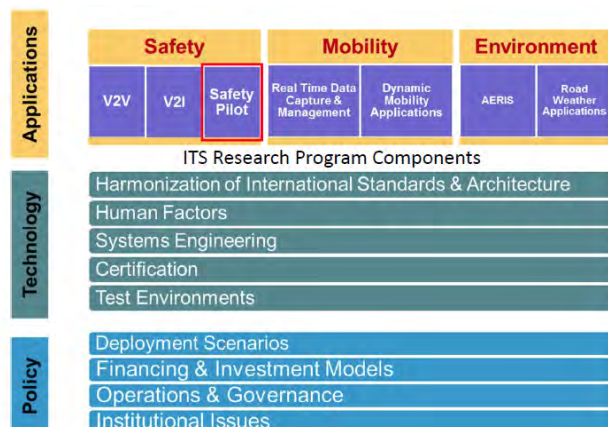 Applications
Safety
Mobility
Environment
V2V
V2I
Safety
Pilot
Real Time Data
Capture &
Management
Dynamic
Mobility
Applications
AERIS
Road
Weather
Applications
ITS Research Program Components
Technology
Harmonization of International Standards & Architecture
Human Factors
Systems Engineering
Certification
Test Environments
Policy
Deployment Scenarios
Financing & Investment Models
Operations & Governance
Institutional Issues